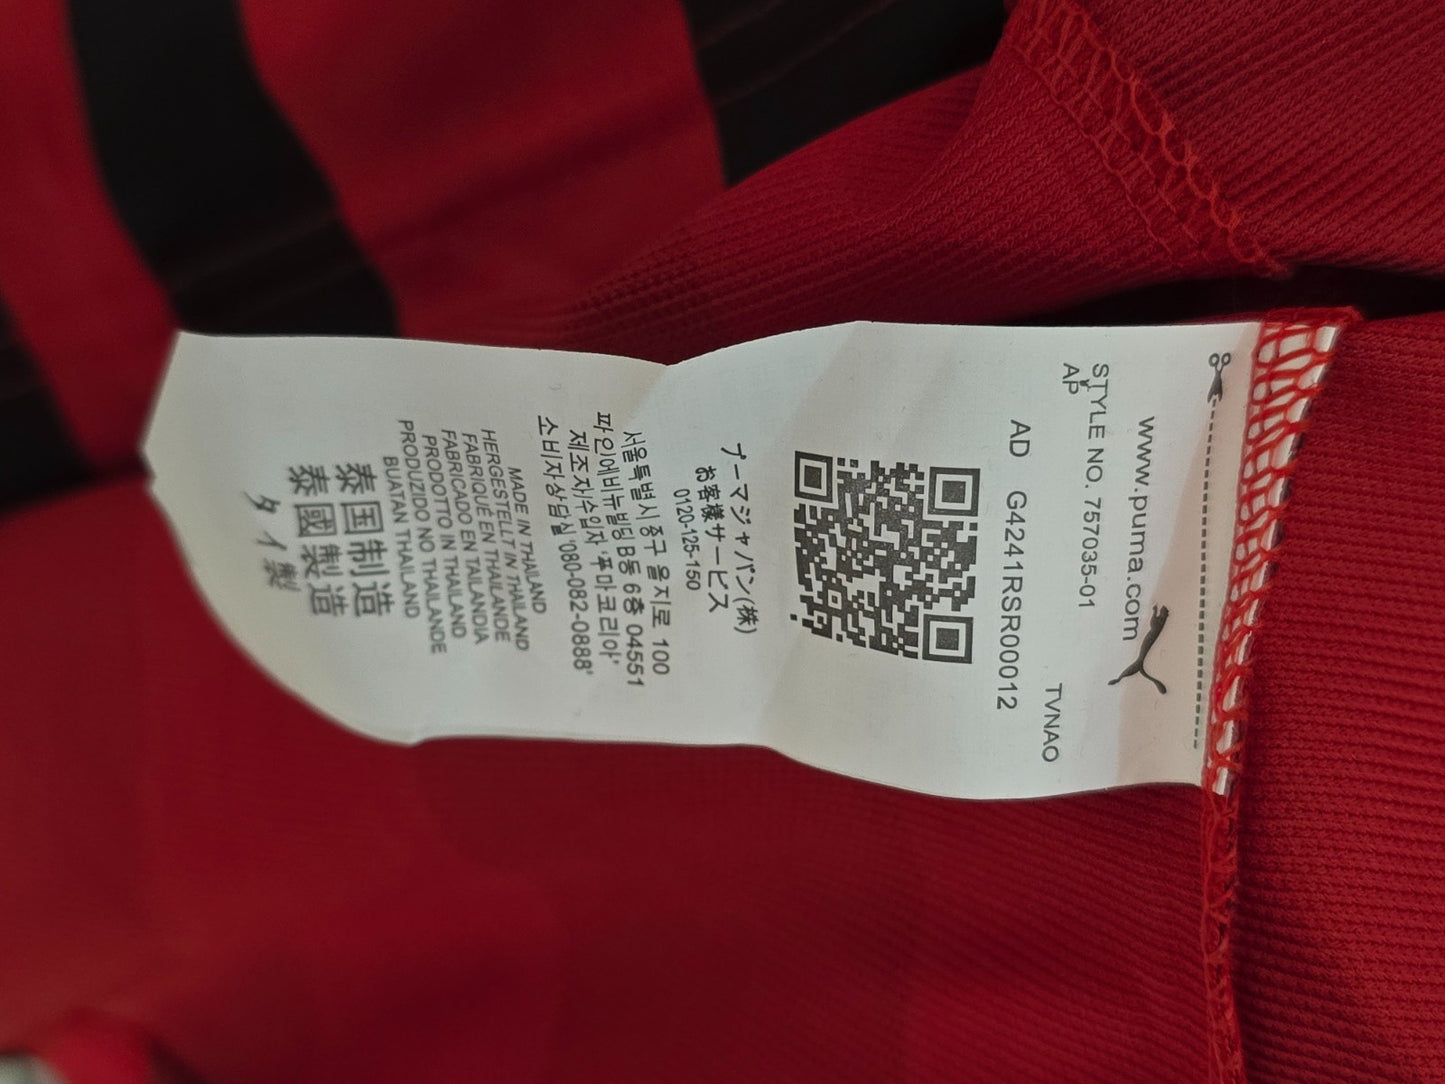 www.puma.com
STYLE NO. 757035-01
AP
TVNAO
AD G4241RSR00012
プーマジャパン(株)
お客様サービス
0120-125-150
서울특별시 중구 을지로 100
파인에비뉴빌딩 B동 6층 04551
제조자/수입자 '푸마코리아'
소비자상담실 '080-082-0888'
MADE IN THAILAND
HERGESTELLT IN THAILAND
FABRIQUÉ EN THAILANDE
FABRICADO EN TAILANDIA
PRODOTTO IN THAILAND
PRODUZIDO NO THAILANDE
BUATAN THAILAND
泰国制造
泰國製造
タイ製